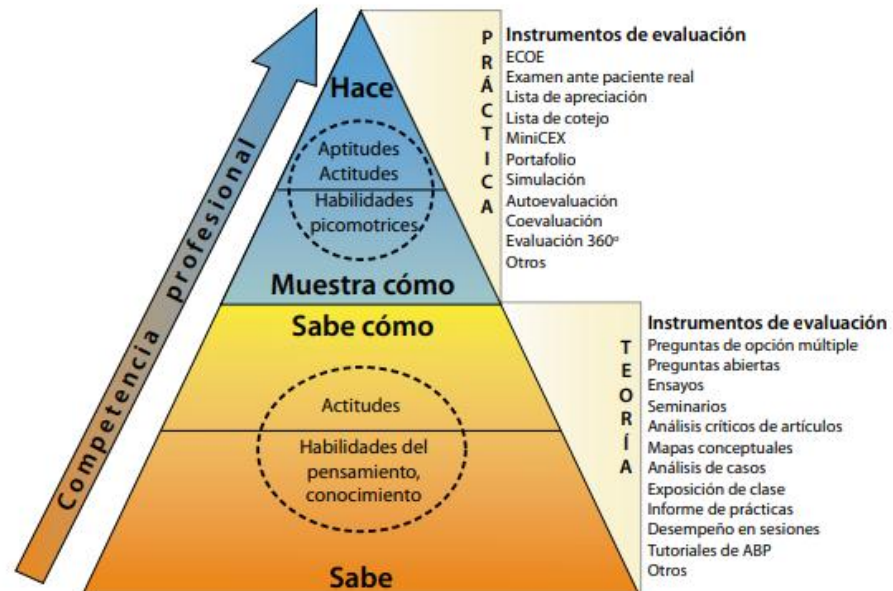 Competencia profesional
Hace
Aptitudes
Actitudes
Habilidades
picomotrices
Muestra cómo
Sabe cómo
Actitudes
Habilidades del
pensamiento,
conocimiento
Sabe
PRÁCTICA
Instrumentos de evaluación
ECOE
Examen ante paciente real
Lista de apreciación
Lista de cotejo
MiniCEX
Portafolio
Simulación
Autoevaluación
Coevaluación
Evaluación 360º
Otros
TEORÍA
Instrumentos de evaluación
Preguntas de opción múltiple
Preguntas abiertas
Ensayos
Seminarios
Análisis críticos de artículos
Mapas conceptuales
Análisis de casos
Exposición de clase
Informe de prácticas
Desempeño en sesiones
Tutoriales de ABP
Otros